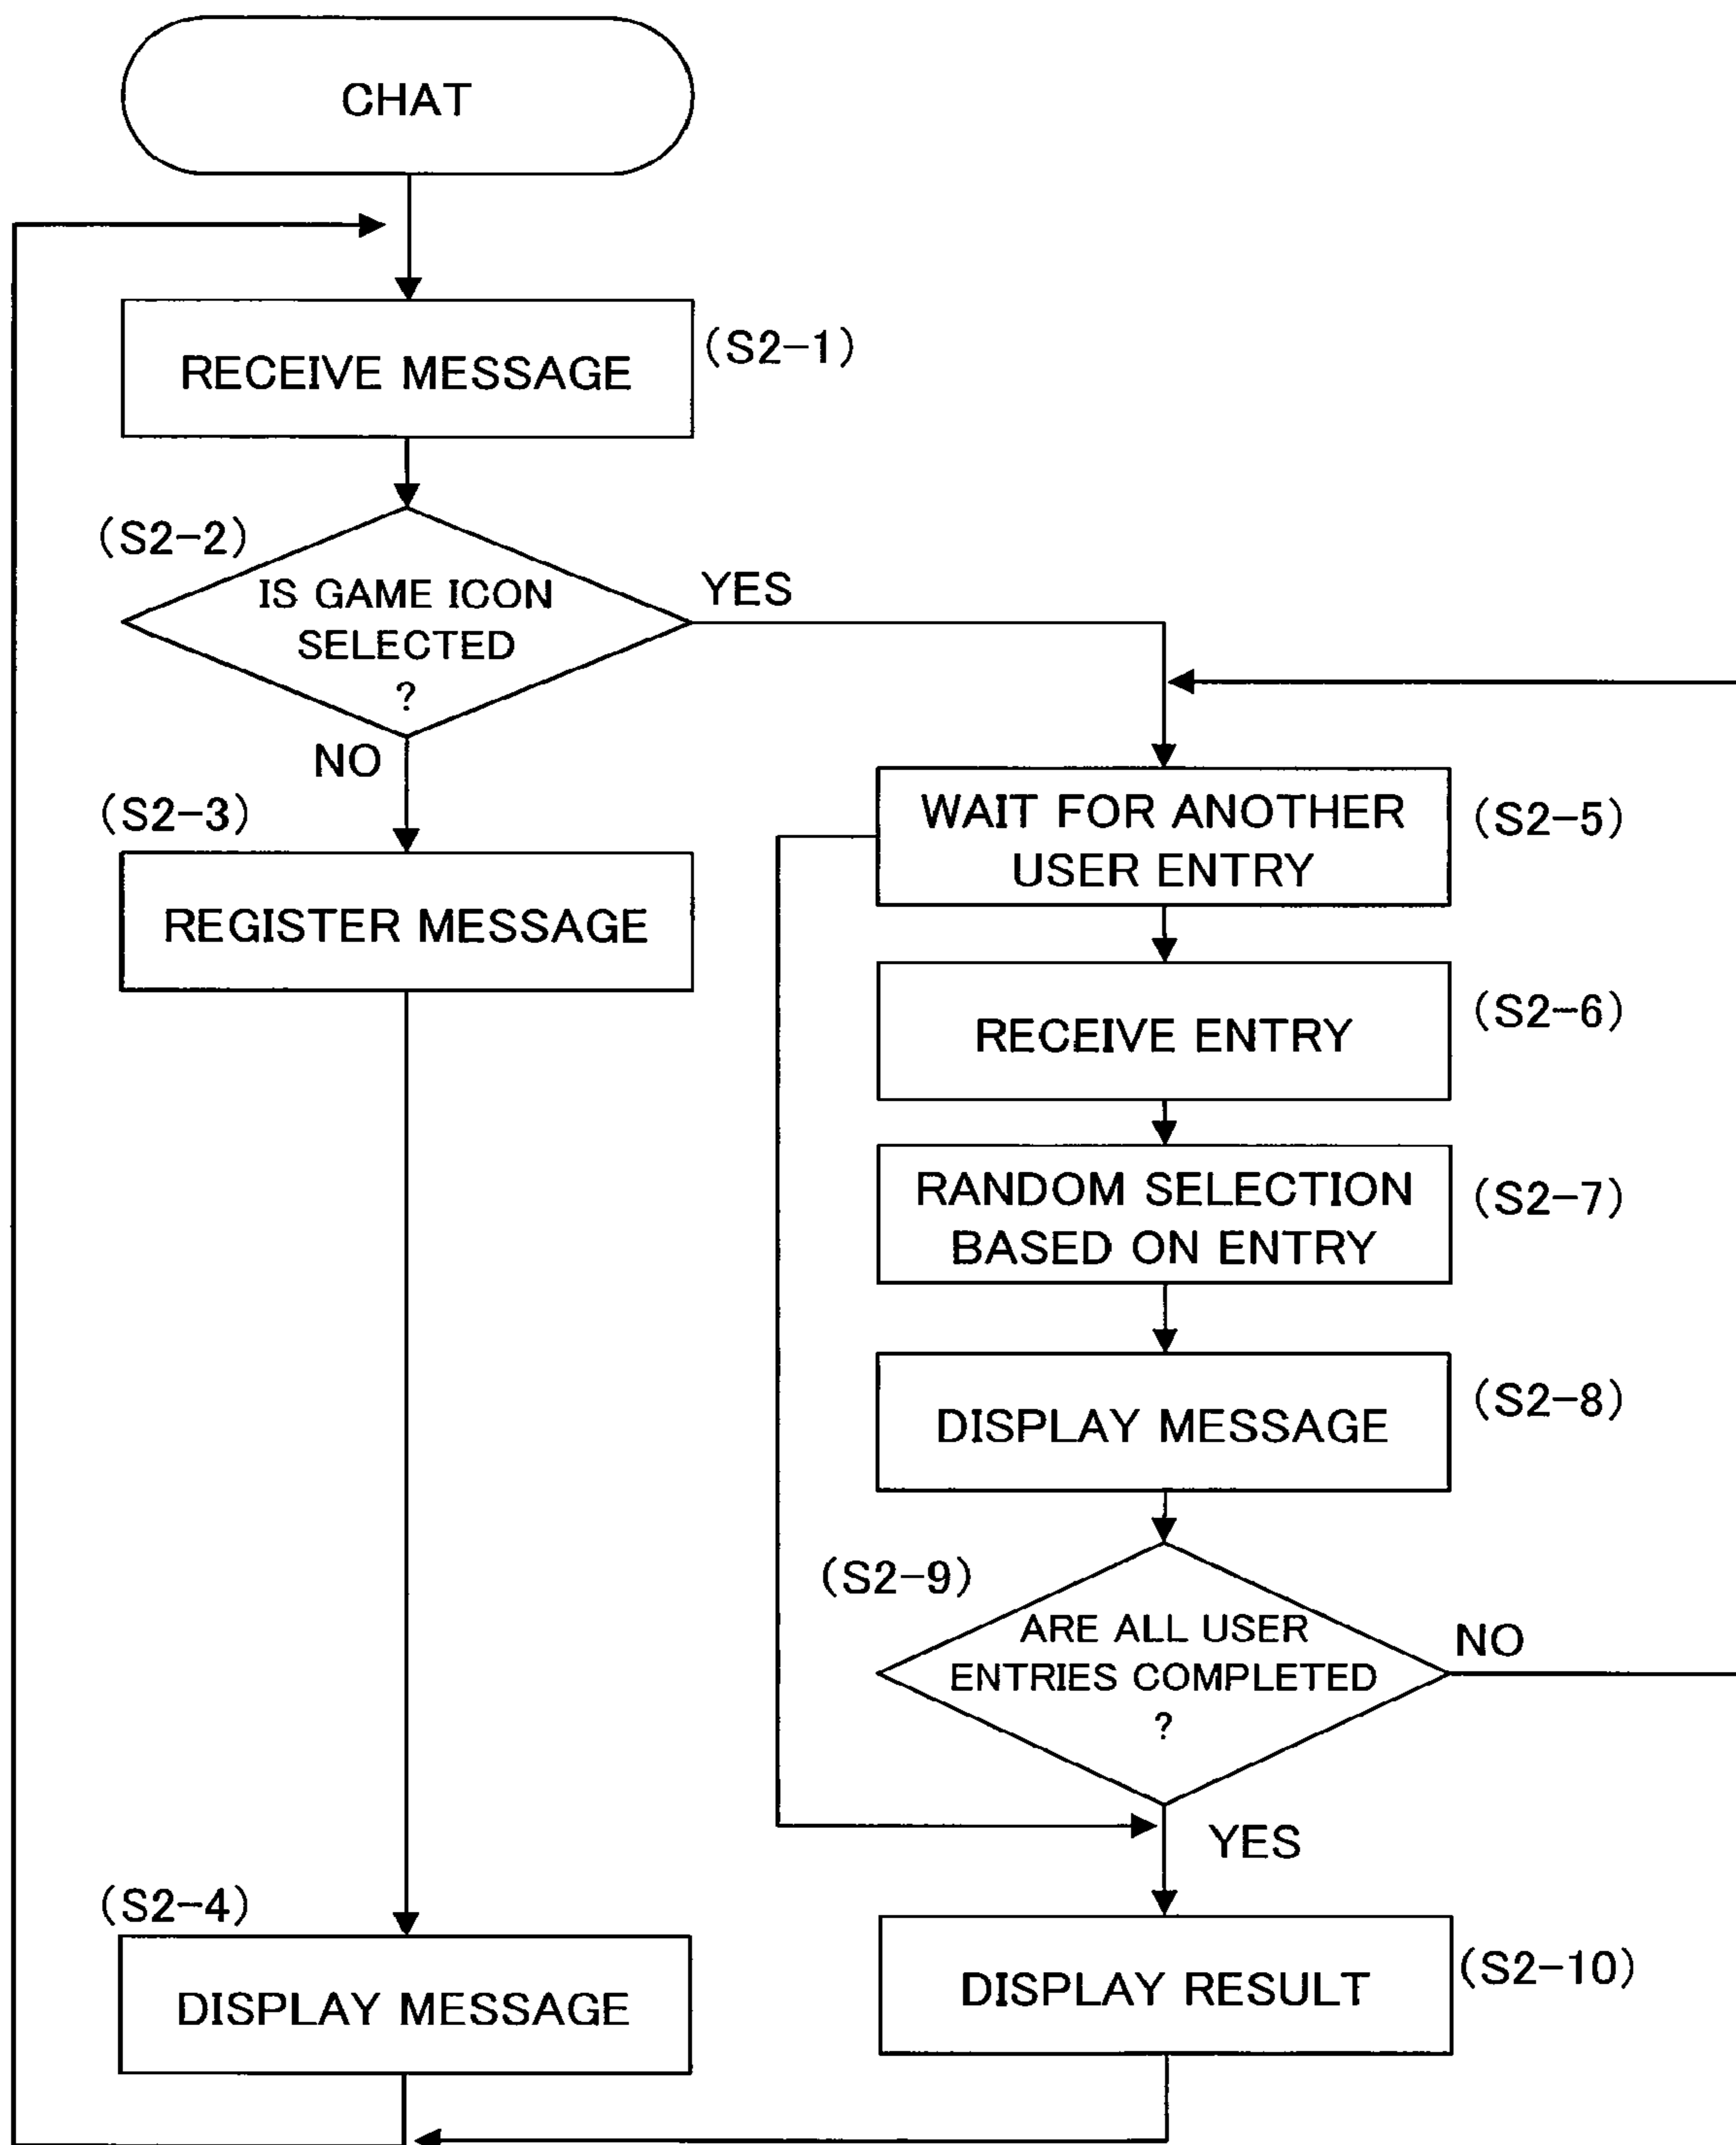 CHAT
RECEIVE MESSAGE
(S2-1)
(S2-2)
IS GAME ICON
SELECTED
?
YES
NO
(S2-3)
REGISTER MESSAGE
(S2-4)
DISPLAY MESSAGE
WAIT FOR ANOTHER
USER ENTRY
(S2-5)
RECEIVE ENTRY
(S2-6)
RANDOM SELECTION
BASED ON ENTRY
(S2-7)
DISPLAY MESSAGE
(S2-8)
(S2-9)
ARE ALL USER
ENTRIES COMPLETED
?
NO
YES
DISPLAY RESULT
(S2-10)